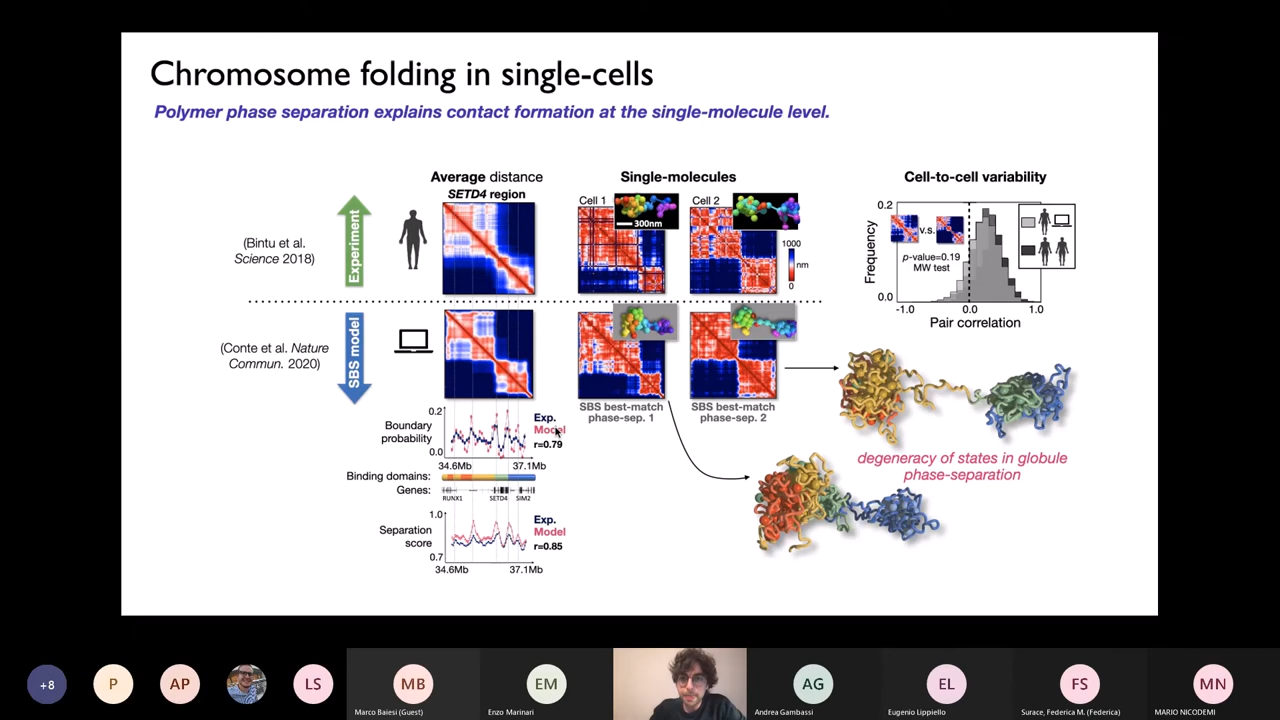 Chromosome folding in single-cells
Polymer phase separation explains contact formation at the single-molecule level.
Average distance
SETD4 region
Single-molecules
Cell-to-cell variability
Experiment
(Bintu et al.
Science 2018)
Cell 1
300nm
Cell 2
1000
nm
0
Frequency
0.2
0.0
v.s.
p-value=0.19
MW test
-1.0
0.0
1.0
Pair correlation
SBS model
(Conte et al. Nature
Commun. 2020)
SBS best-match
phase-sep. 1
SBS best-match
phase-sep. 2
Boundary
probability
0.2
0.0
Exp.
Model
r=0.79
34.6Mb
37.1Mb
Binding domains:
Genes:
RUNX1
SETD4
SIM2
Separation
score
1.0
0.7
Exp.
Model
r=0.85
34.6Mb
37.1Mb
degeneracy of states in globule
phase-separation
+8
P
AP
LS
MB
Marco Baiesi (Guest)
EM
Enzo Marinari
AG
Andrea Gambassi
EL
Eugenio Lippiello
FS
Surace, Federica M. (Federica)
MN
MARIO NICODEMI